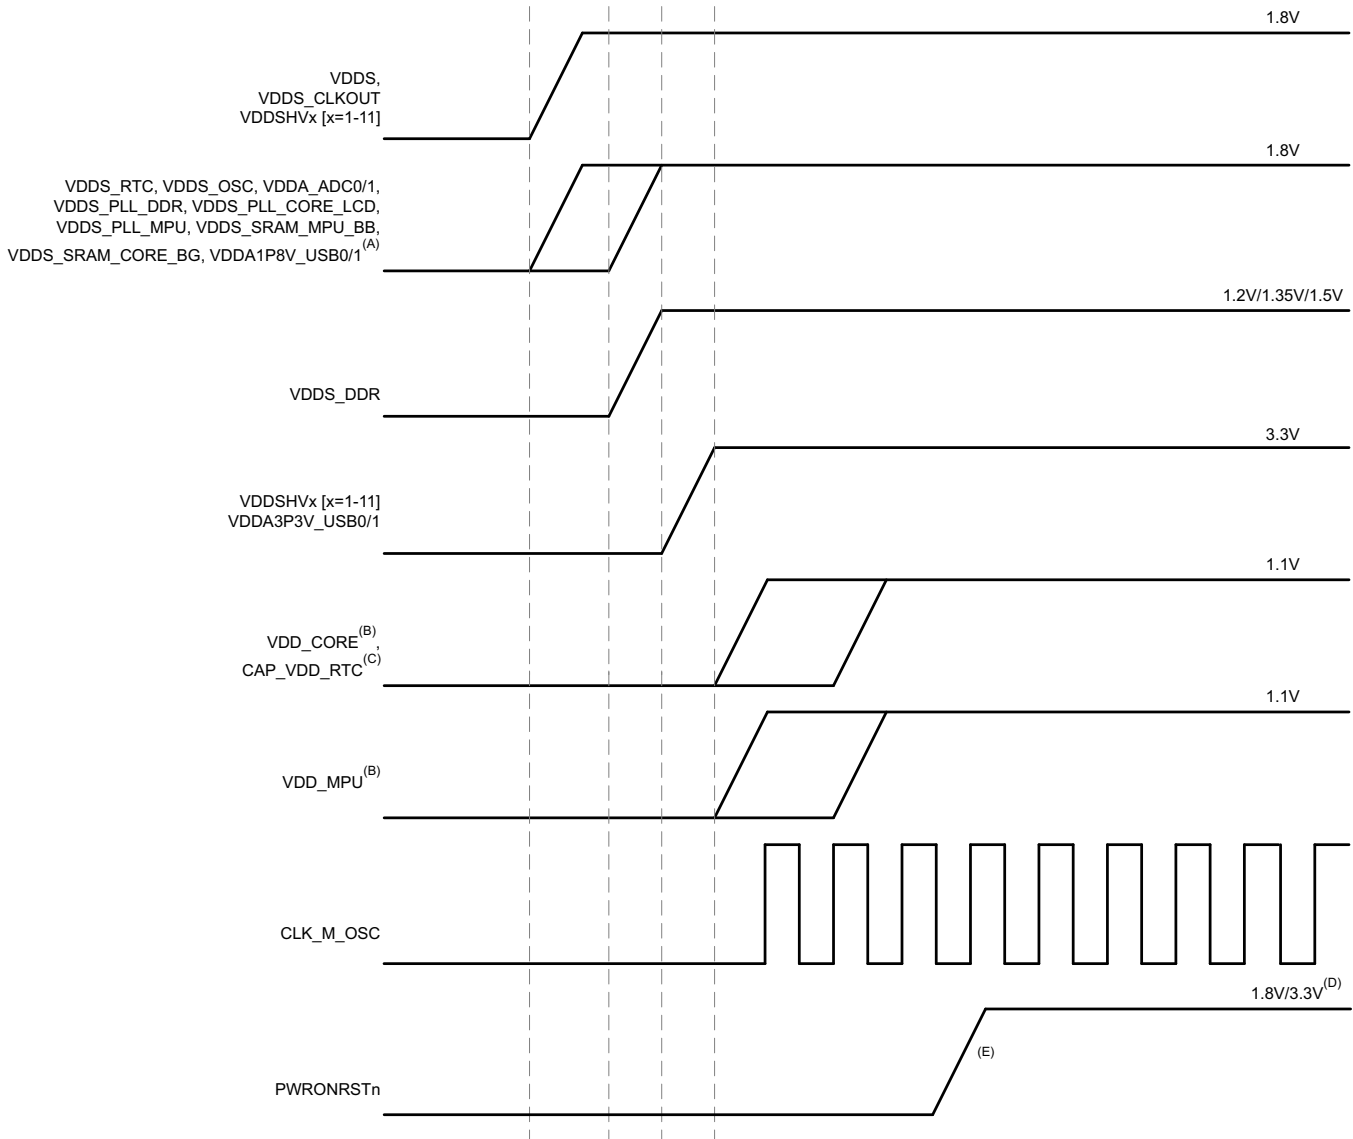 1.8V
VDDS,
VDDS_CLKOUT
VDDSHVx [x=1-11]
1.8V
VDDS_RTC, VDDS_OSC, VDDA_ADC0/1,
VDDS_PLL_DDR, VDDS_PLL_CORE_LCD,
VDDS_PLL_MPU, VDDS_SRAM_MPU_BB,
VDDS_SRAM_CORE_BG, VDDA1P8V_USB0/1(A)
1.2V/1.35V/1.5V
VDDS_DDR
3.3V
VDDSHVx [x=1-11]
VDDA3P3V_USB0/1
1.1V
VDD_CORE(B),
CAP_VDD_RTC(C)
1.1V
VDD_MPU(B)
CLK_M_OSC
1.8V/3.3V(D)
(E)
PWRONRSTn